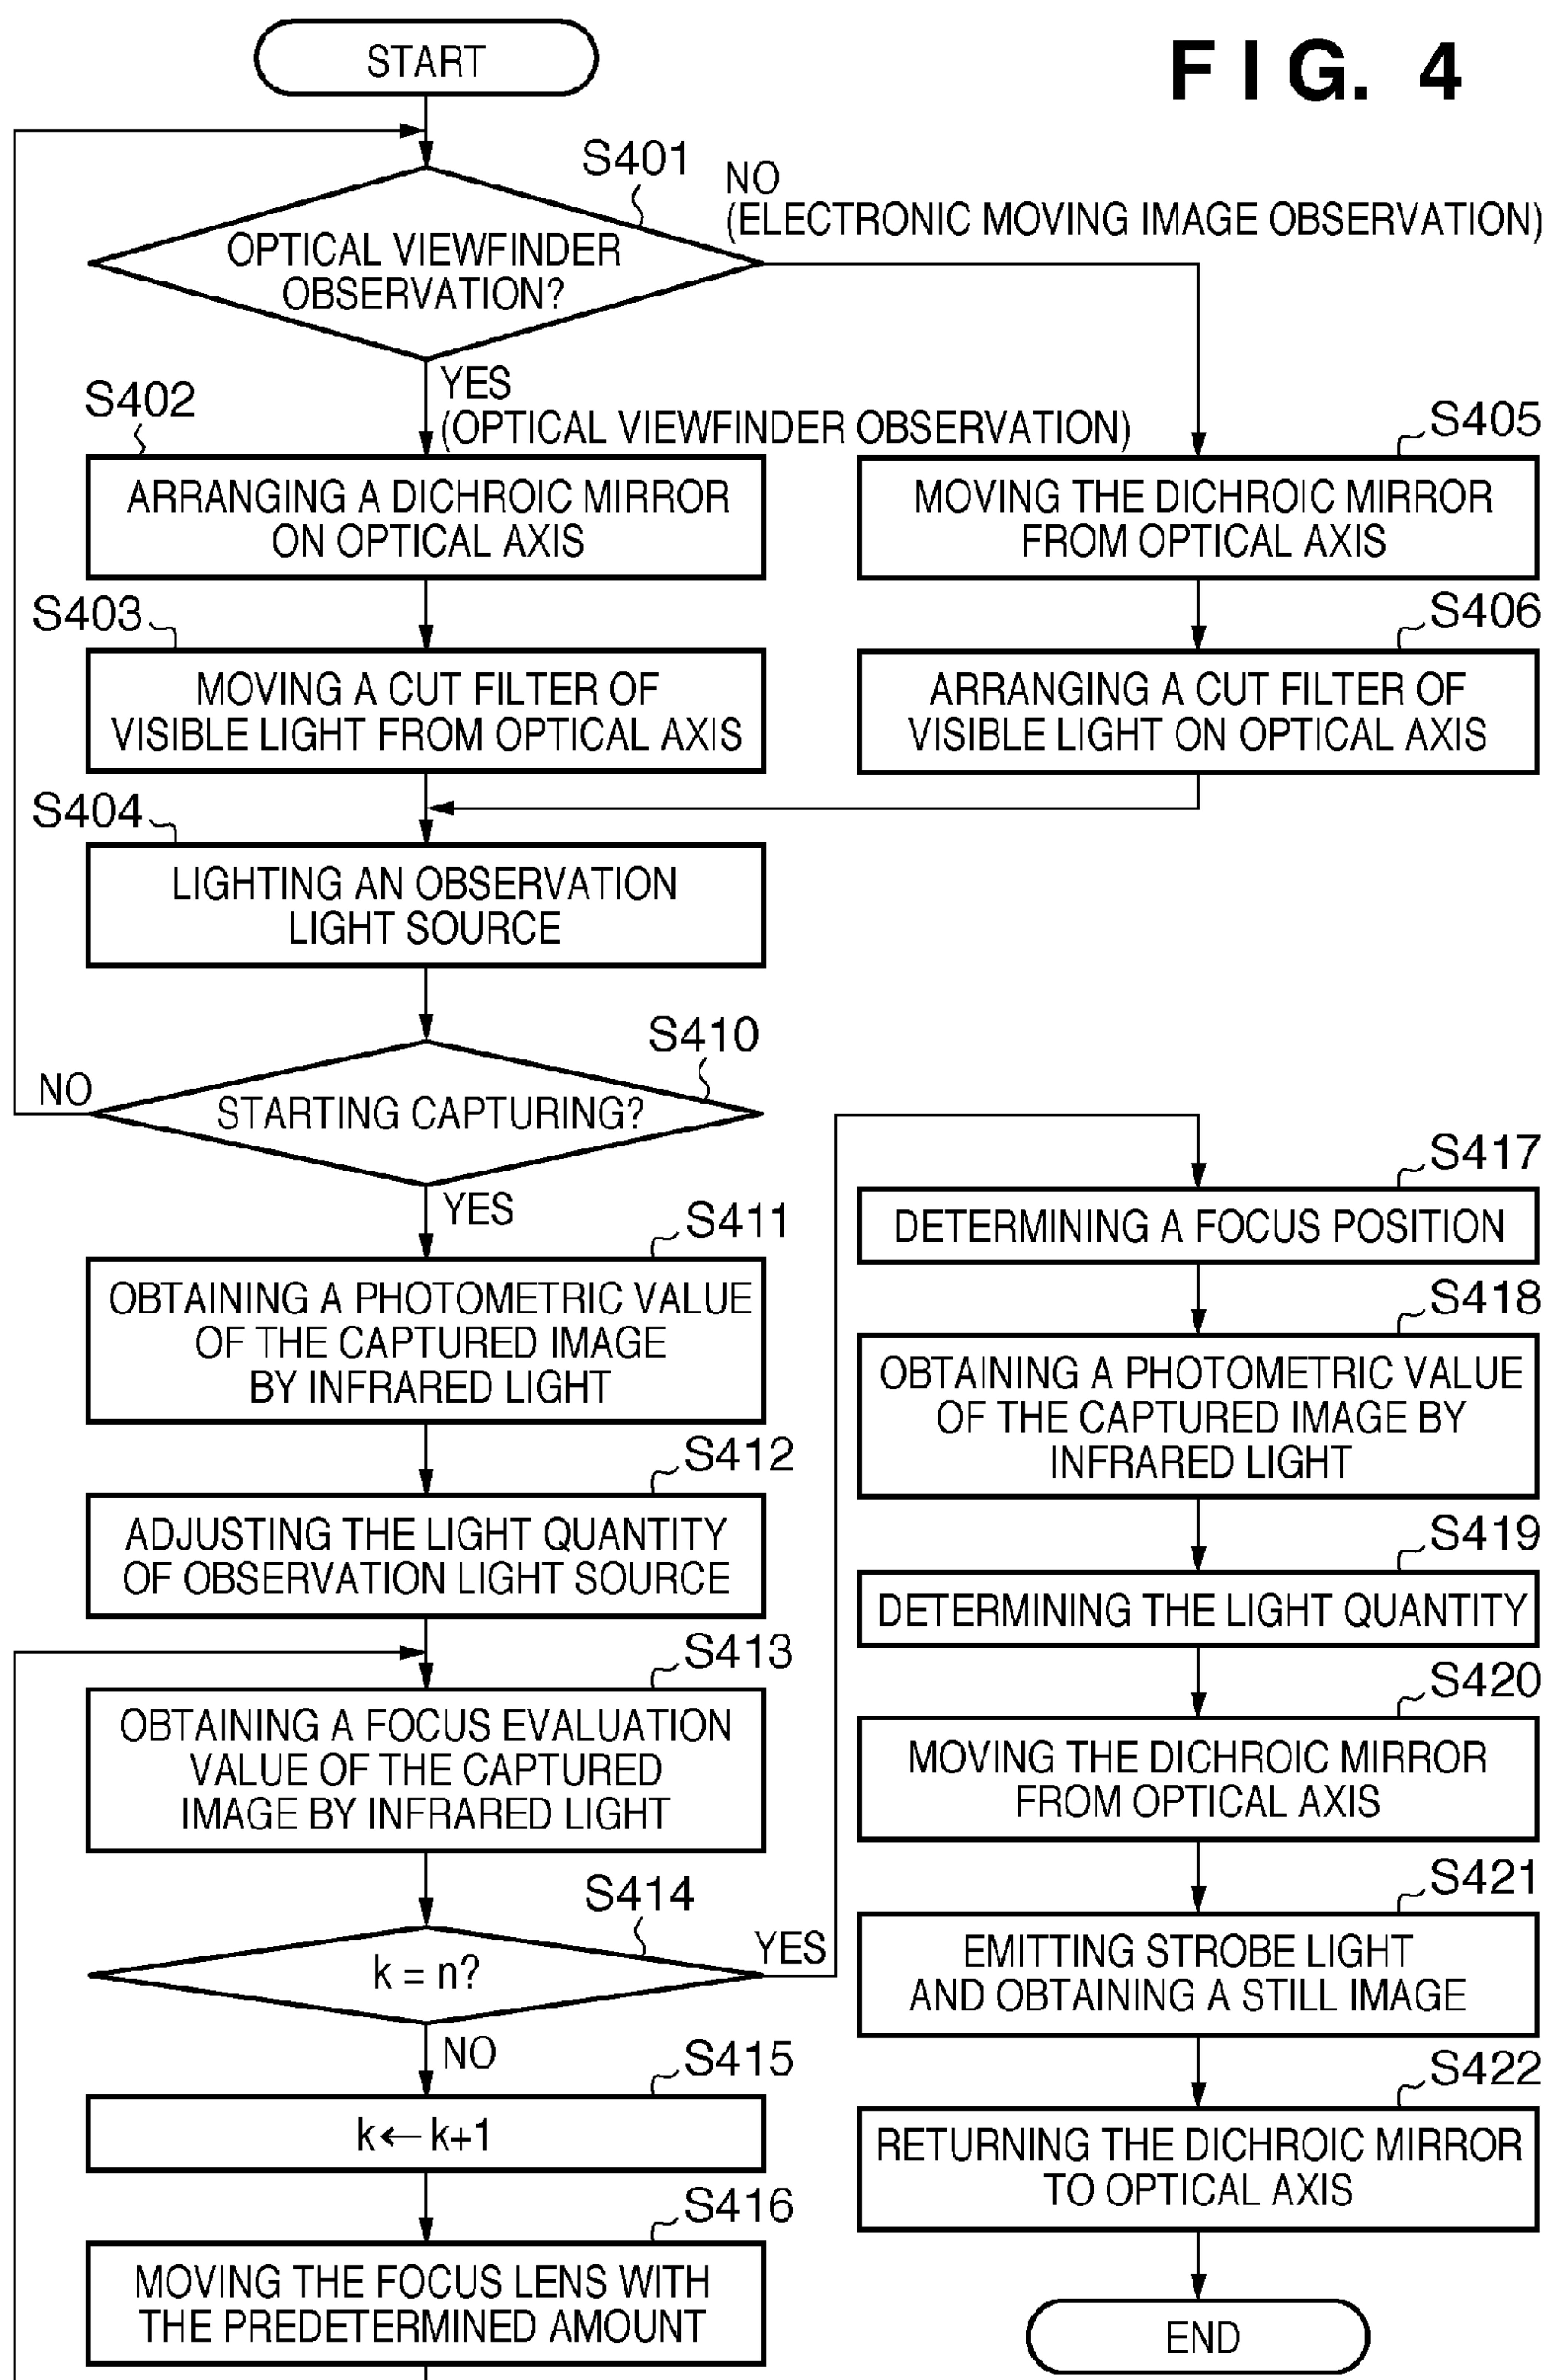 FIG. 4
START
S401
OPTICAL VIEWFINDER
OBSERVATION?
NO
(ELECTRONIC MOVING IMAGE OBSERVATION)
YES
(OPTICAL VIEWFINDER OBSERVATION)
S402
ARRANGING A DICHROIC MIRROR
ON OPTICAL AXIS
S403
MOVING A CUT FILTER OF
VISIBLE LIGHT FROM OPTICAL AXIS
S405
MOVING THE DICHROIC MIRROR
FROM OPTICAL AXIS
S406
ARRANGING A CUT FILTER OF
VISIBLE LIGHT ON OPTICAL AXIS
S404
LIGHTING AN OBSERVATION
LIGHT SOURCE
S410
STARTING CAPTURING?
NO
YES
S411
OBTAINING A PHOTOMETRIC VALUE
OF THE CAPTURED IMAGE
BY INFRARED LIGHT
S412
ADJUSTING THE LIGHT QUANTITY
OF OBSERVATION LIGHT SOURCE
S413
OBTAINING A FOCUS EVALUATION
VALUE OF THE CAPTURED
IMAGE BY INFRARED LIGHT
S414
k = n?
YES
NO
S415
k←k+1
S416
MOVING THE FOCUS LENS WITH
THE PREDETERMINED AMOUNT
S417
DETERMINING A FOCUS POSITION
S418
OBTAINING A PHOTOMETRIC VALUE
OF THE CAPTURED IMAGE BY
INFRARED LIGHT
S419
DETERMINING THE LIGHT QUANTITY
S420
MOVING THE DICHROIC MIRROR
FROM OPTICAL AXIS
S421
EMITTING STROBE LIGHT
AND OBTAINING A STILL IMAGE
S422
RETURNING THE DICHROIC MIRROR
TO OPTICAL AXIS
END